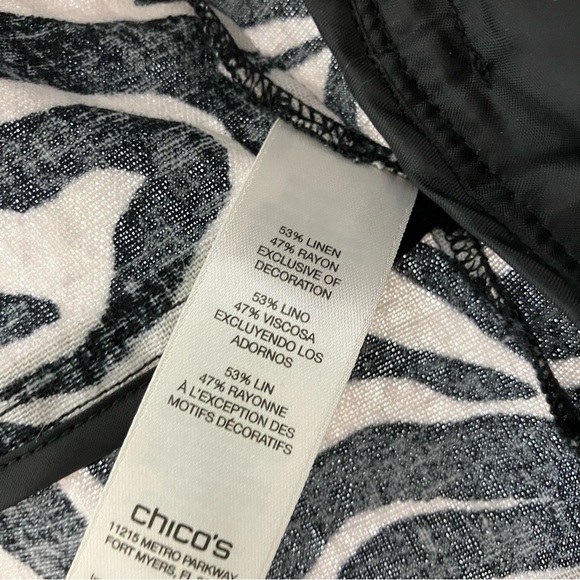 53% LINEN
47% RAYON
EXCLUSIVE OF
DECORATION
53% LINO
47% VISCOSA
EXCLUYENDO LOS
ADORNOS
53% LIN
47% RAYONNE
À L'EXCEPTION DES
MOTIFS DÉCORATIFS
chico's
11215 METRO PARKWAY
FORT MYERS, FL